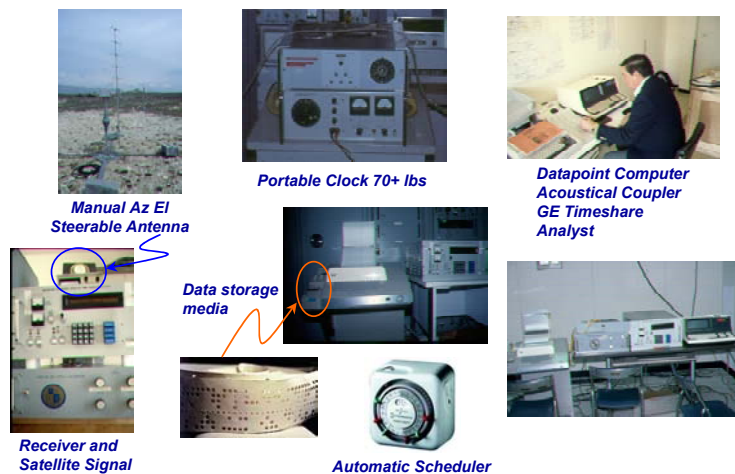 Portable Clock 70+ lbs
Datapoint Computer
Acoustical Coupler
GE Timeshare
Analyst
Manual Az El
Steerable Antenna
Data storage
media
Receiver and
Satellite Signal
Automatic Scheduler